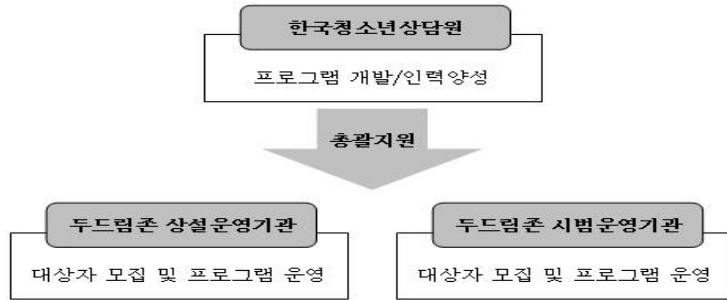 한국청소년상담원
프로그램 개발/인력양성
총괄지원
두드림존 상설운영기관
대상자 모집 및 프로그램 운영
두드림존 시범운영기관
대상자 모집 및 프로그램 운영